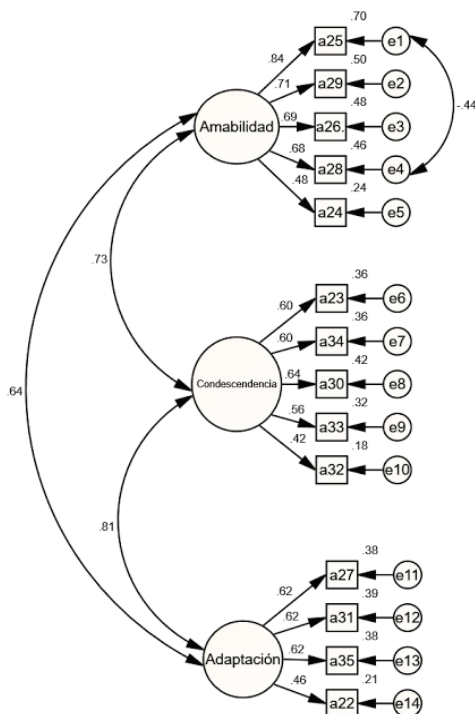 .70
a25
e1
.84
.50
.71
a29
e2
.48
-.44
Amabilidad
.69
a26.
e3
.46
.68
a28
e4
.24
.48
a24
e5
.73
.36
.60
a23
e6
.36
.60
a34
e7
.42
Condescendencia
.64
a30
e8
.32
.56
a33
e9
.18
.42
a32
e10
.64
.81
.38
.62
a27
e11
.39
.62
a31
e12
.38
Adaptación
.62
a35
e13
.21
.46
a22
e14